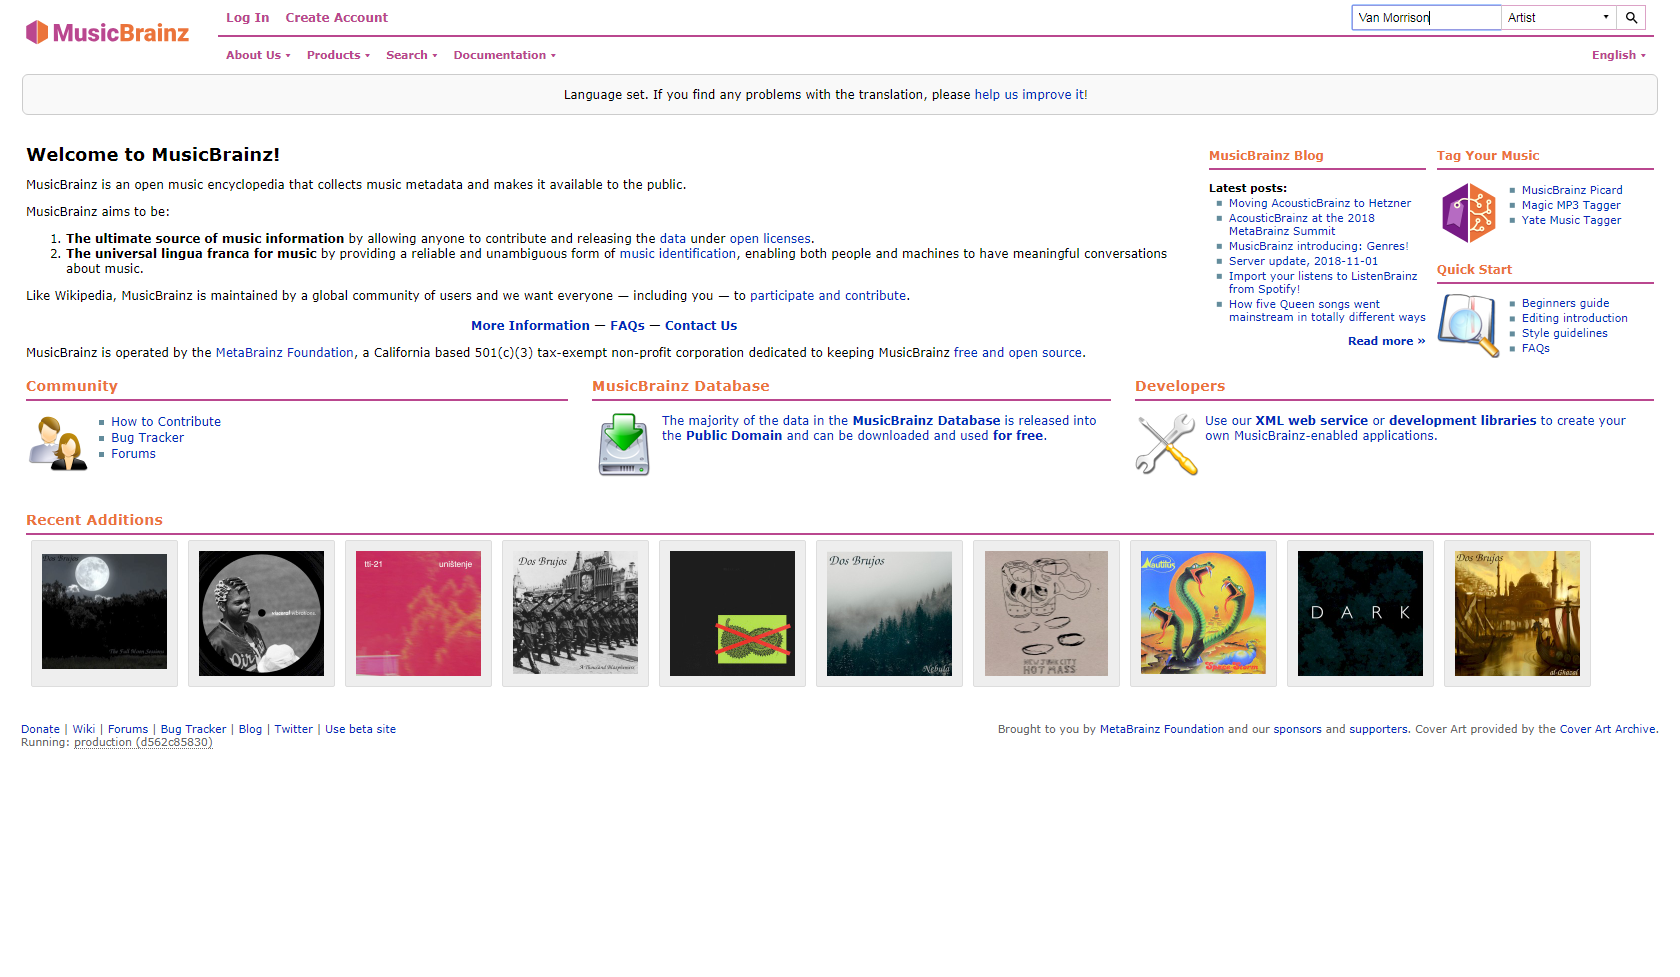 MusicBrainz
Log In Create Account
Van Morrison Artist
About Us Products Search Documentation English
Language set. If you find any problems with the translation, please help us improve it!
Welcome to MusicBrainz!
MusicBrainz is an open music encyclopedia that collects music metadata and makes it available to the public.
MusicBrainz aims to be:
1. The ultimate source of music information by allowing anyone to contribute and releasing the data under open licenses.
2. The universal lingua franca for music by providing a reliable and unambiguous form of music identification, enabling both people and machines to have meaningful conversations
about music.
Like Wikipedia, MusicBrainz is maintained by a global community of users and we want everyone — including you — to participate and contribute.
More Information — FAQs — Contact Us
MusicBrainz is operated by the MetaBrainz Foundation, a California based 501(c)(3) tax-exempt non-profit corporation dedicated to keeping MusicBrainz free and open source.
MusicBrainz Blog
Latest posts:
Moving AcousticBrainz to Hetzner
AcousticBrainz at the 2018
MetaBrainz Summit
MusicBrainz introducing: Genres!
Server update, 2018-11-01
Import your listens to ListenBrainz
from Spotify!
How five Queen songs went
mainstream in totally different ways
Read more »
Tag Your Music
MusicBrainz Picard
Magic MP3 Tagger
Yate Music Tagger
Quick Start
Beginners guide
Editing introduction
Style guidelines
FAQs
Community
How to Contribute
Bug Tracker
Forums
MusicBrainz Database
The majority of the data in the MusicBrainz Database is released into
the Public Domain and can be downloaded and used for free.
Developers
Use our XML web service or development libraries to create your
own MusicBrainz-enabled applications.
Recent Additions
Dos Brujos
The Full Moon Sessions
visceral vibrations
tti-21 uništenje
Dos Brujos
A Thousand Blasphemies
Dos Brujos
Nebula
NEW YORK CITY
HOT MASS
Nautilus
Space Storm
DARK
Dos Brujos
al-Ghazal
Donate | Wiki | Forums | Bug Tracker | Blog | Twitter | Use beta site
Running: production (d562c85830)
Brought to you by MetaBrainz Foundation and our sponsors and supporters. Cover Art provided by the Cover Art Archive.